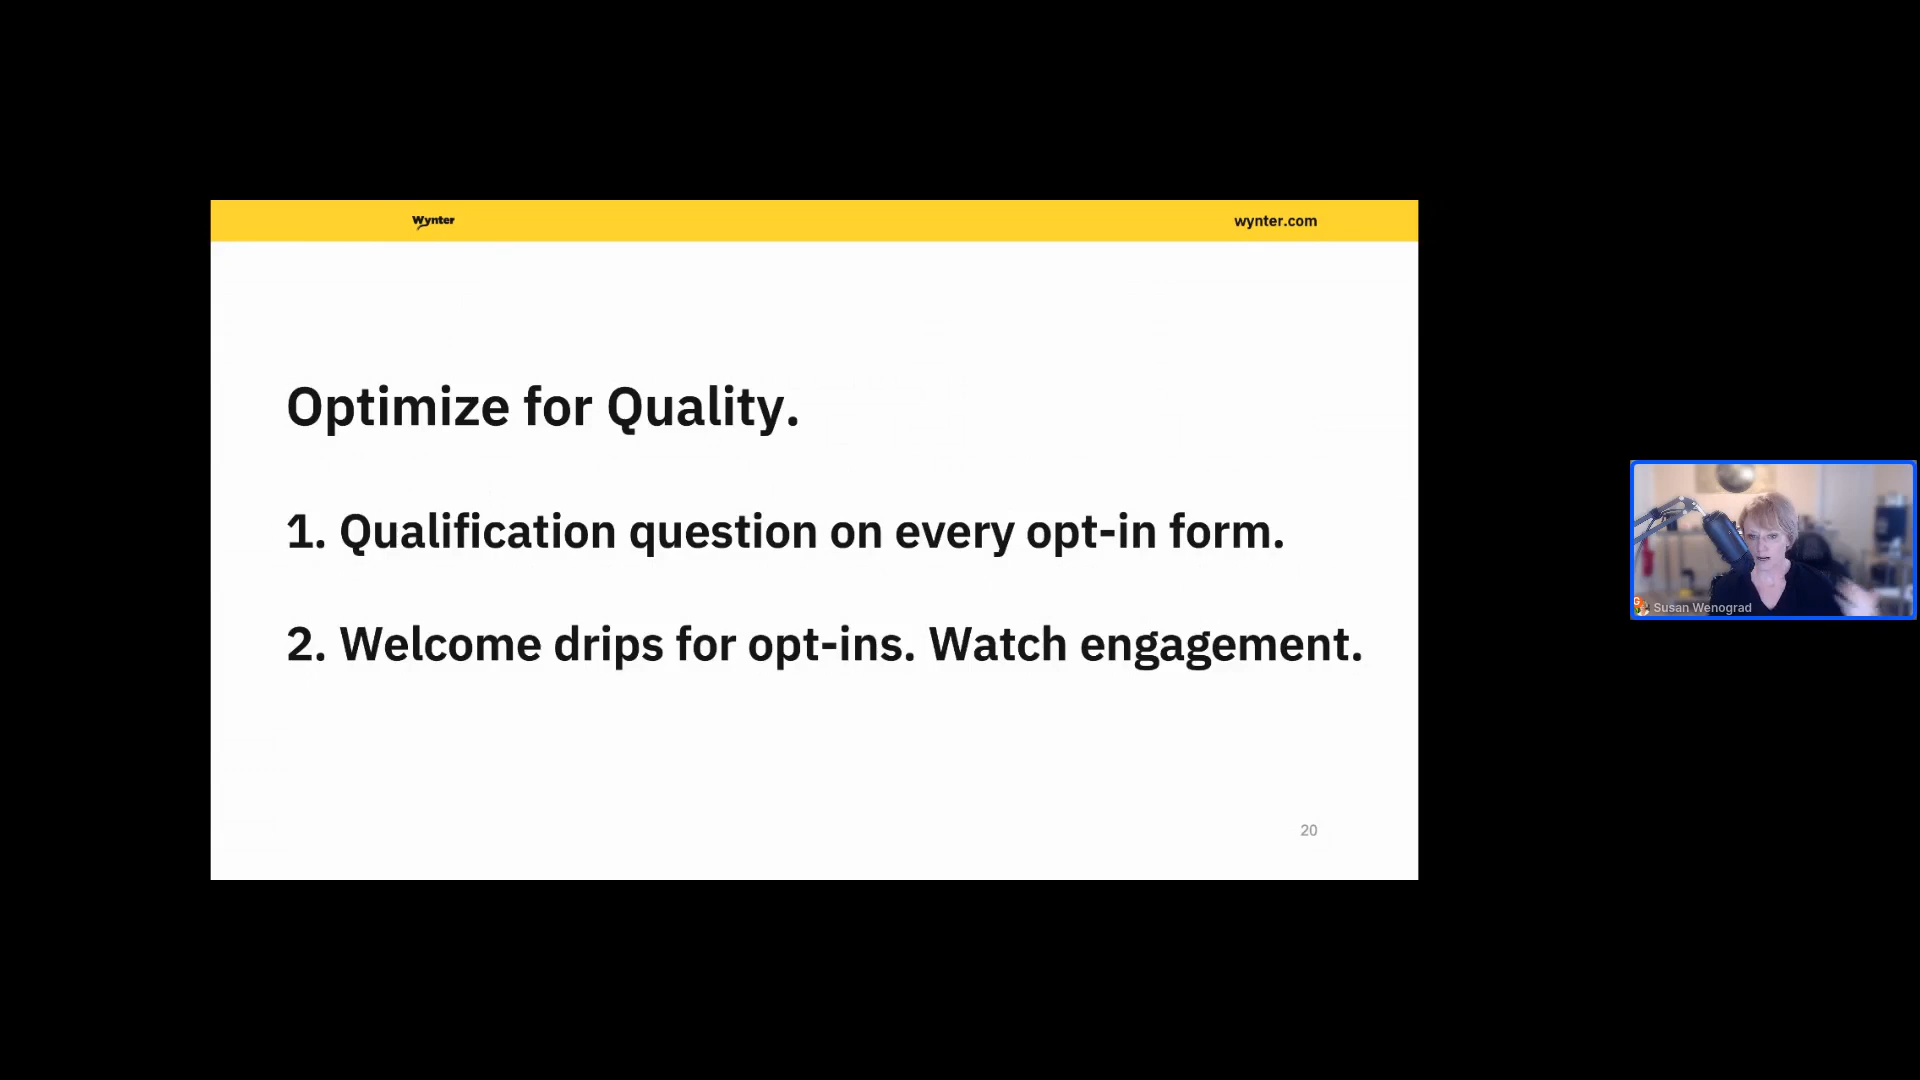 Wynter
wynter.com
Optimize for Quality.
1. Qualification question on every opt-in form.
2. Welcome drips for opt-ins. Watch engagement.
20
Susan Wenograd